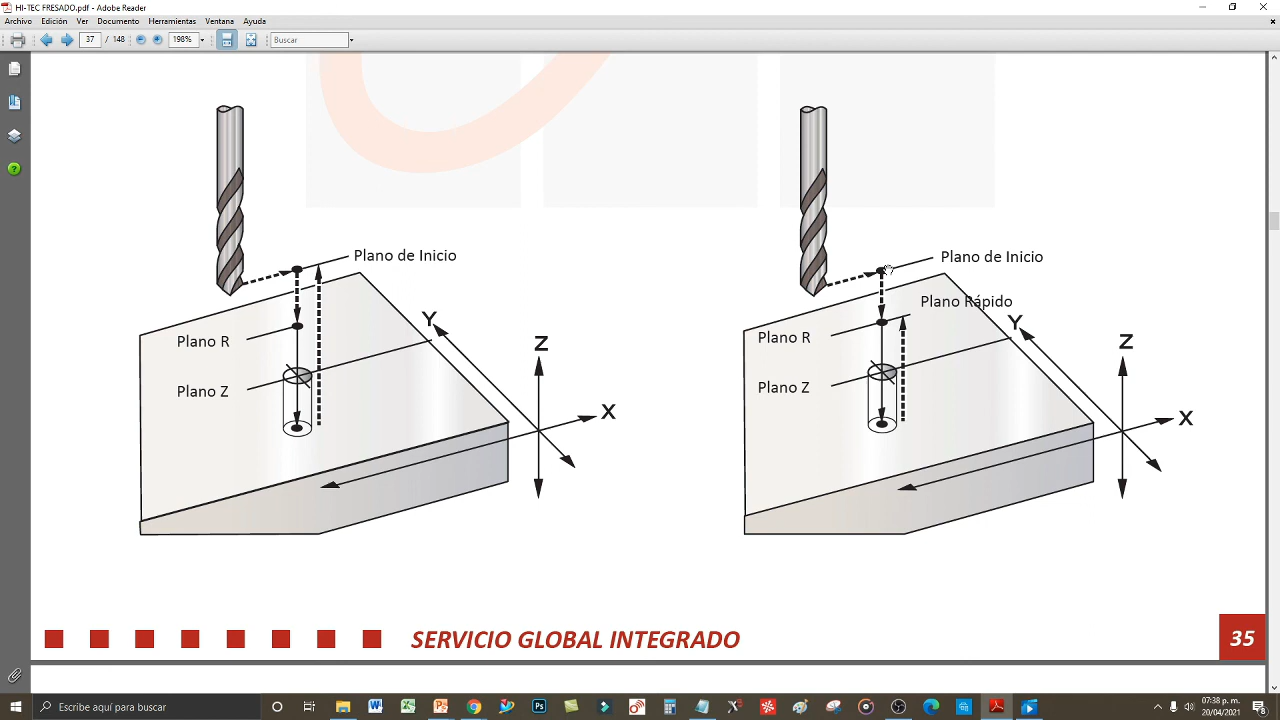 HI-TEC FRESADO.pdf - Adobe Reader
Archivo Edición Ver Documento Herramientas Ventana Ayuda
37 / 148 198% Buscar
Plano de Inicio
Plano R
Plano Z
Y
Z
X
Plano de Inicio
Plano Rápido
Plano R
Plano Z
Y
Z
X
SERVICIO GLOBAL INTEGRADO
35
Escribe aquí para buscar
07:38 p. m.
20/04/2021